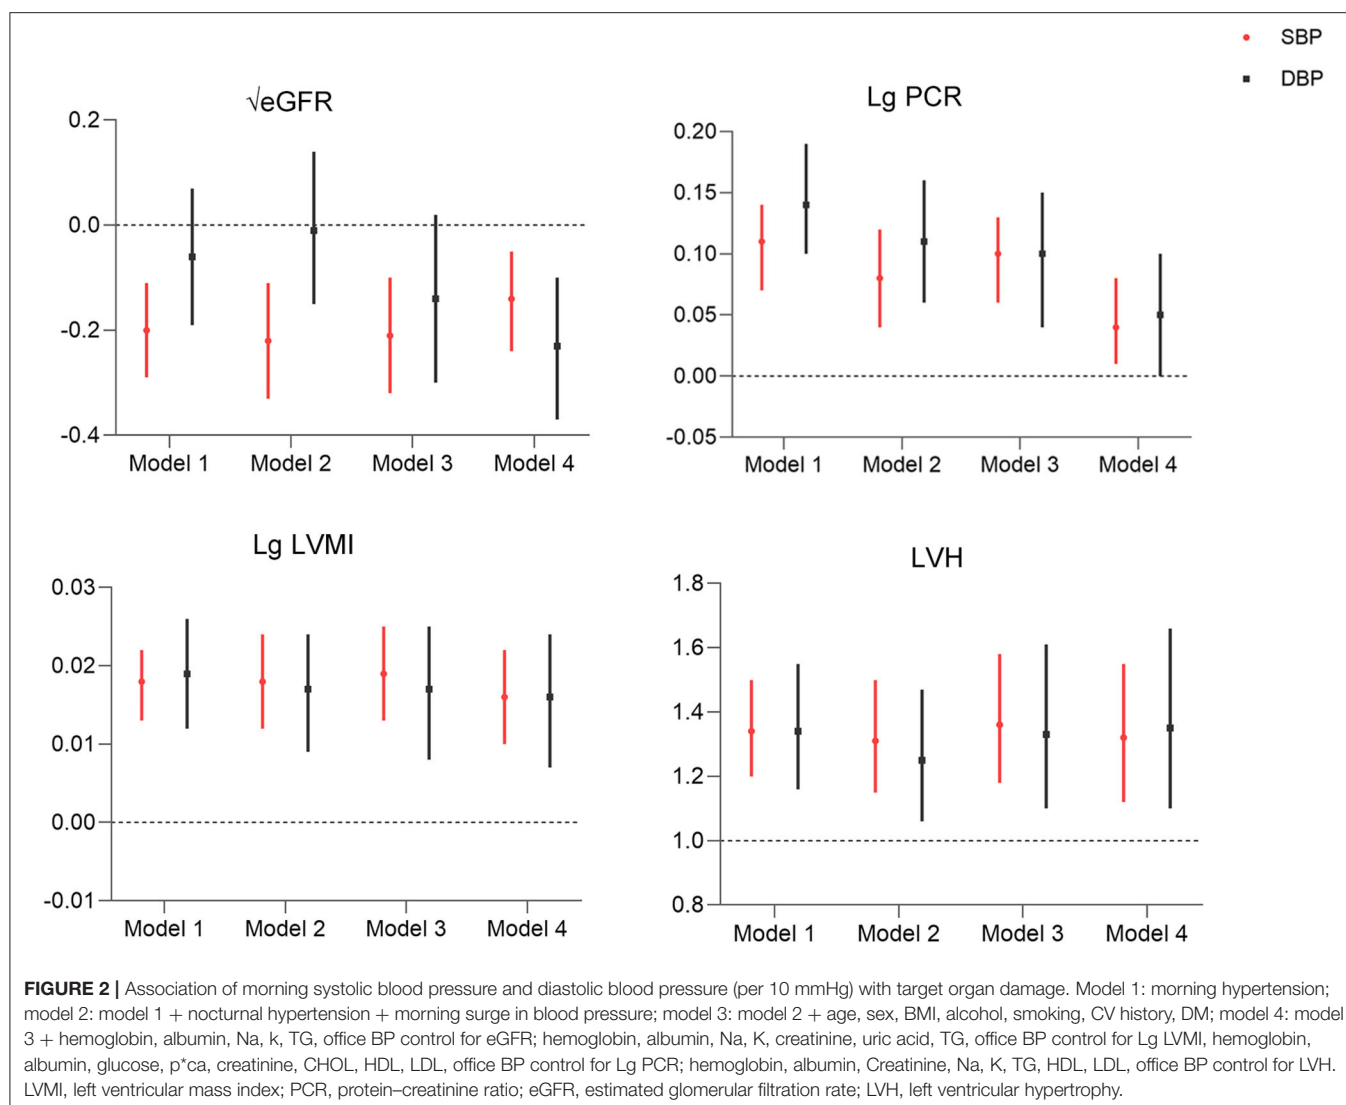 SBP
DBP
√eGFR
0.2
0.0
-0.2
-0.4
Model 1
Model 2
Model 3
Model 4
Lg PCR
0.20
0.15
0.10
0.05
0.00
-0.05
Model 1
Model 2
Model 3
Model 4
Lg LVMI
0.03
0.02
0.01
0.00
-0.01
Model 1
Model 2
Model 3
Model 4
LVH
1.8
1.6
1.4
1.2
1.0
0.8
Model 1
Model 2
Model 3
Model 4
FIGURE 2 | Association of morning systolic blood pressure and diastolic blood pressure (per 10 mmHg) with target organ damage. Model 1: morning hypertension;
model 2: model 1 + nocturnal hypertension + morning surge in blood pressure; model 3: model 2 + age, sex, BMI, alcohol, smoking, CV history, DM; model 4: model
3 + hemoglobin, albumin, Na, k, TG, office BP control for eGFR; hemoglobin, albumin, Na, K, creatinine, uric acid, TG, office BP control for Lg LVMI, hemoglobin,
albumin, glucose, p*ca, creatinine, CHOL, HDL, LDL, office BP control for Lg PCR; hemoglobin, albumin, Creatinine, Na, K, TG, HDL, LDL, office BP control for LVH.
LVMI, left ventricular mass index; PCR, protein–creatinine ratio; eGFR, estimated glomerular filtration rate; LVH, left ventricular hypertrophy.